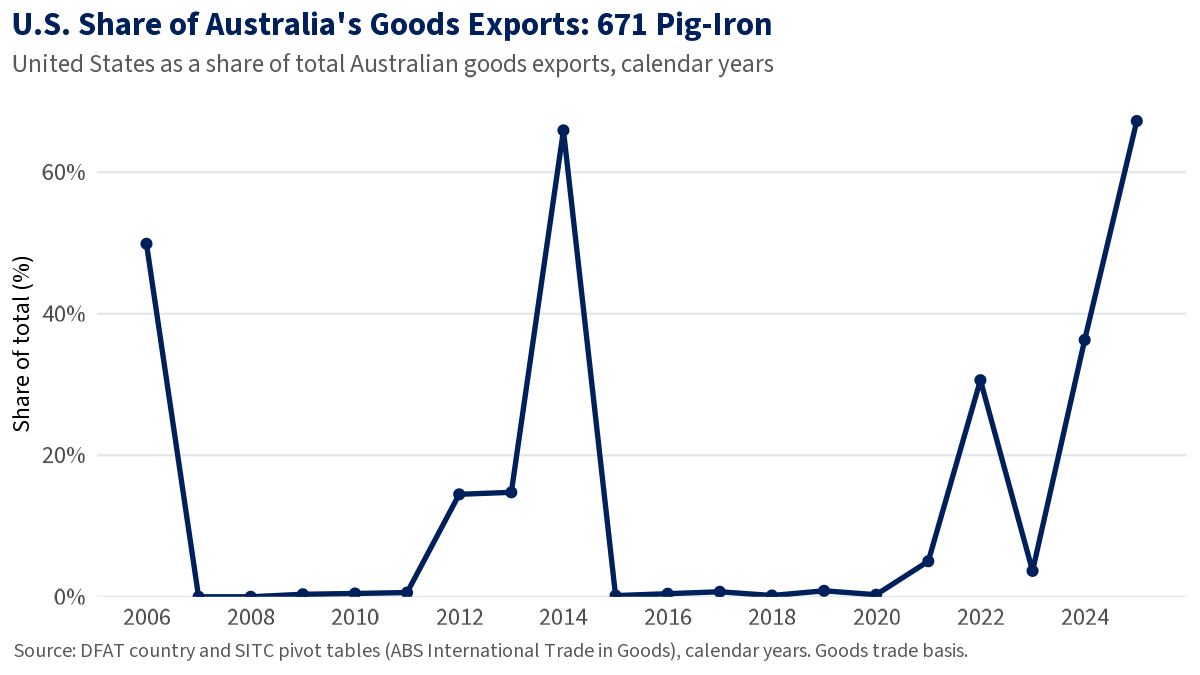 U.S. Share of Australia's Goods Exports: 671 Pig-Iron
United States as a share of total Australian goods exports, calendar years
Share of total (%)
60%
40%
20%
0%
2006 2008 2010 2012 2014 2016 2018 2020 2022 2024
Source: DFAT country and SITC pivot tables (ABS International Trade in Goods), calendar years. Goods trade basis.